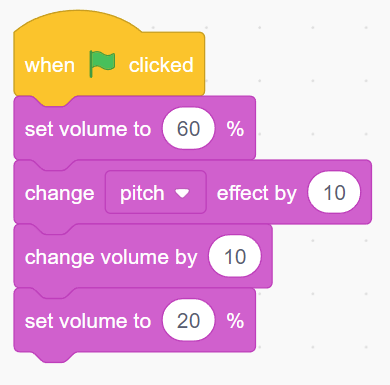 when clicked
set volume to 60 %
change pitch effect by 10
change volume by 10
set volume to 20 %